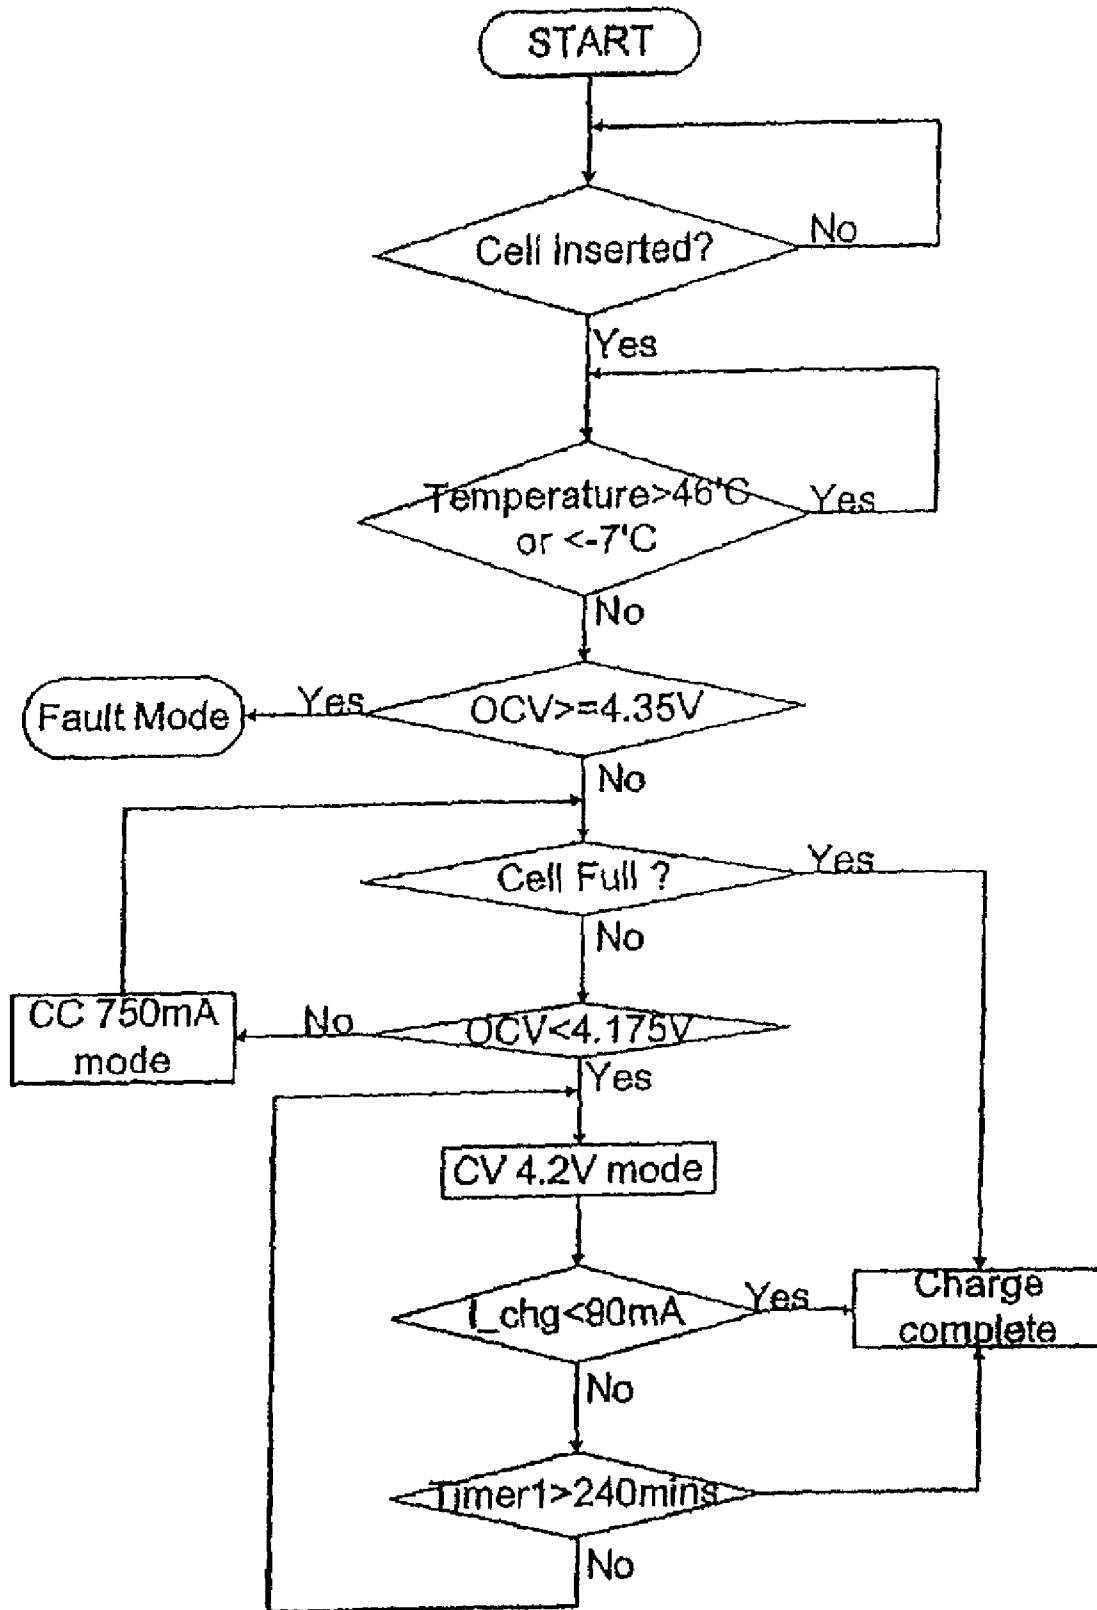 START
Cell inserted?
No
Yes
Temperature>46'C
or <-7'C
Yes
No
OCV>=4.35V
Yes
Fault Mode
No
Cell Full ?
Yes
No
OCV<4.175V
No
CC 750mA
mode
Yes
CV 4.2V mode
I_chg<90mA
Yes
Charge
complete
No
Timer1>240mins
No